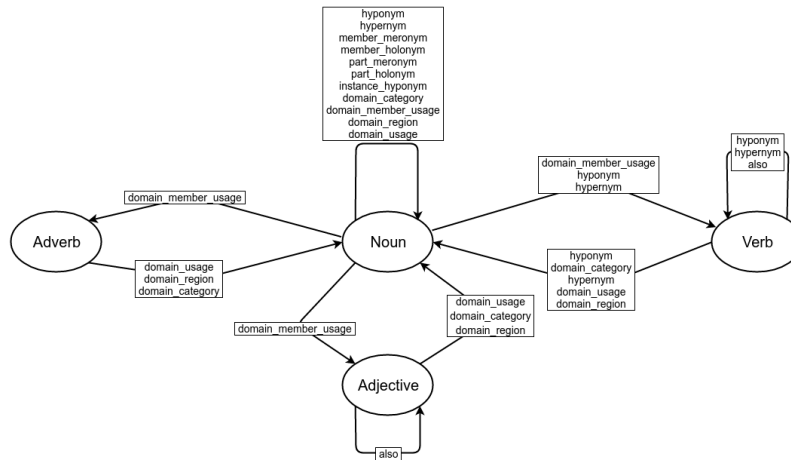 hyponym
hypernym
member_meronym
member_holonym
part_meronym
part_holonym
instance_hyponym
domain_category
domain_member_usage
domain_region
domain_usage
hyponym
hypernym
also
domain_member_usage
hyponym
hypernym
domain_member_usage
Adverb
Noun
Verb
domain_usage
domain_region
domain_category
hyponym
domain_category
hypernym
domain_usage
domain_region
domain_usage
domain_category
domain_region
domain_member_usage
Adjective
also